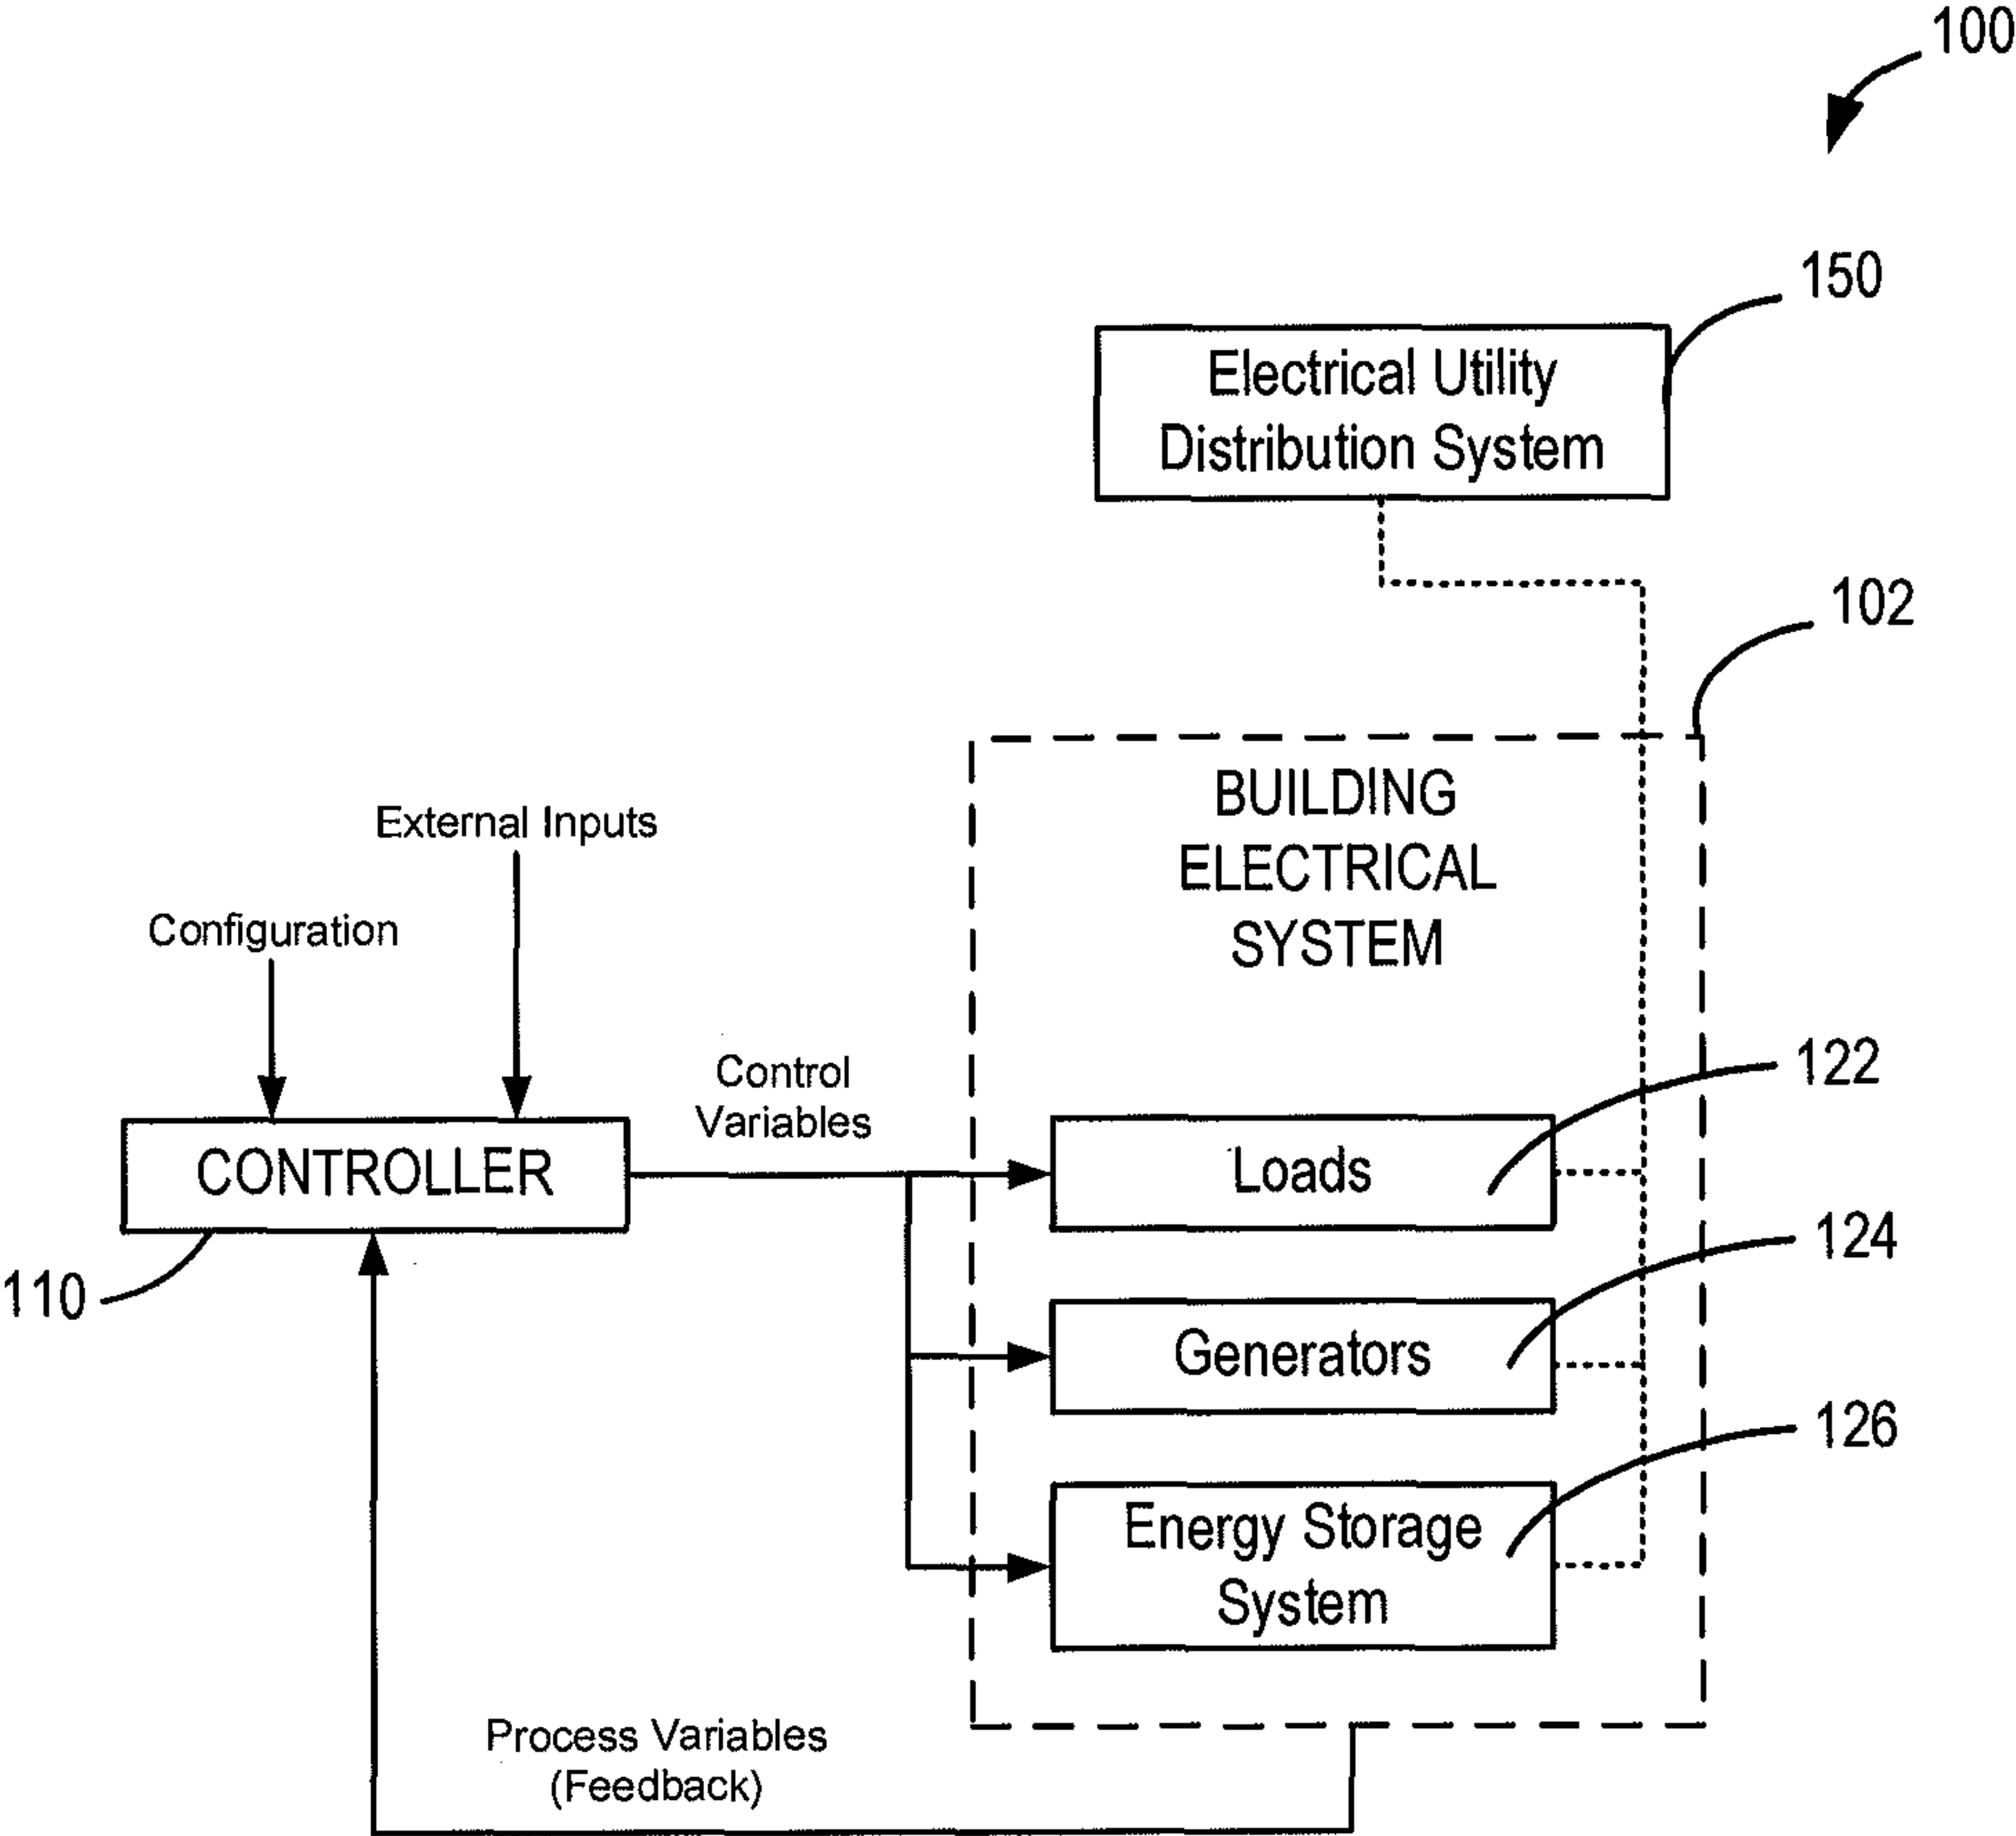 100
150
Electrical Utility
Distribution System
102
BUILDING
ELECTRICAL
SYSTEM
External Inputs
Configuration
Control
Variables
122
CONTROLLER
Loads
110
124
Generators
126
Energy Storage
System
Process Variables
(Feedback)